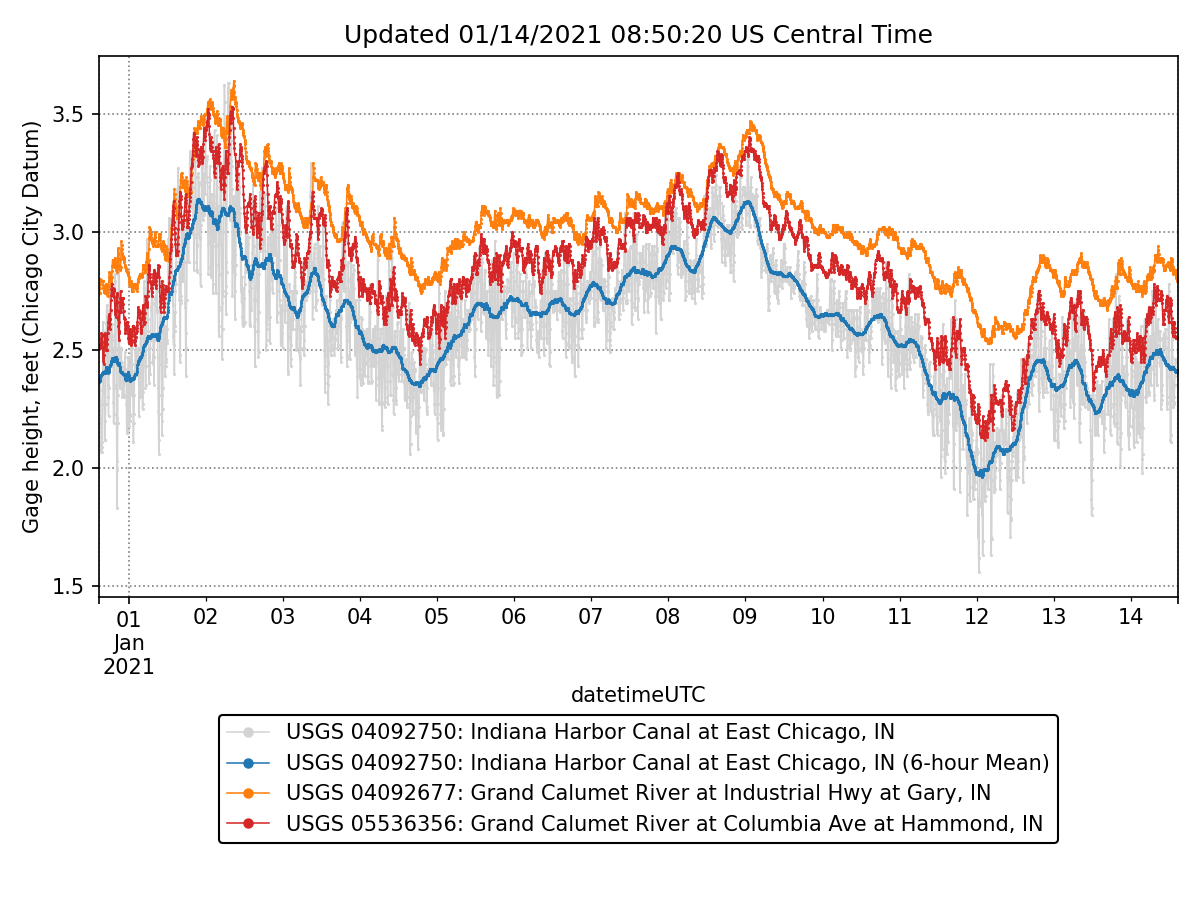 Updated 01/14/2021 08:50:20 US Central Time
Gage height, feet (Chicago City Datum)
3.5
3.0
2.5
2.0
1.5
01 02 03 04 05 06 07 08 09 10 11 12 13 14
Jan
2021
datetimeUTC
USGS 04092750: Indiana Harbor Canal at East Chicago, IN
USGS 04092750: Indiana Harbor Canal at East Chicago, IN (6-hour Mean)
USGS 04092677: Grand Calumet River at Industrial Hwy at Gary, IN
USGS 05536356: Grand Calumet River at Columbia Ave at Hammond, IN